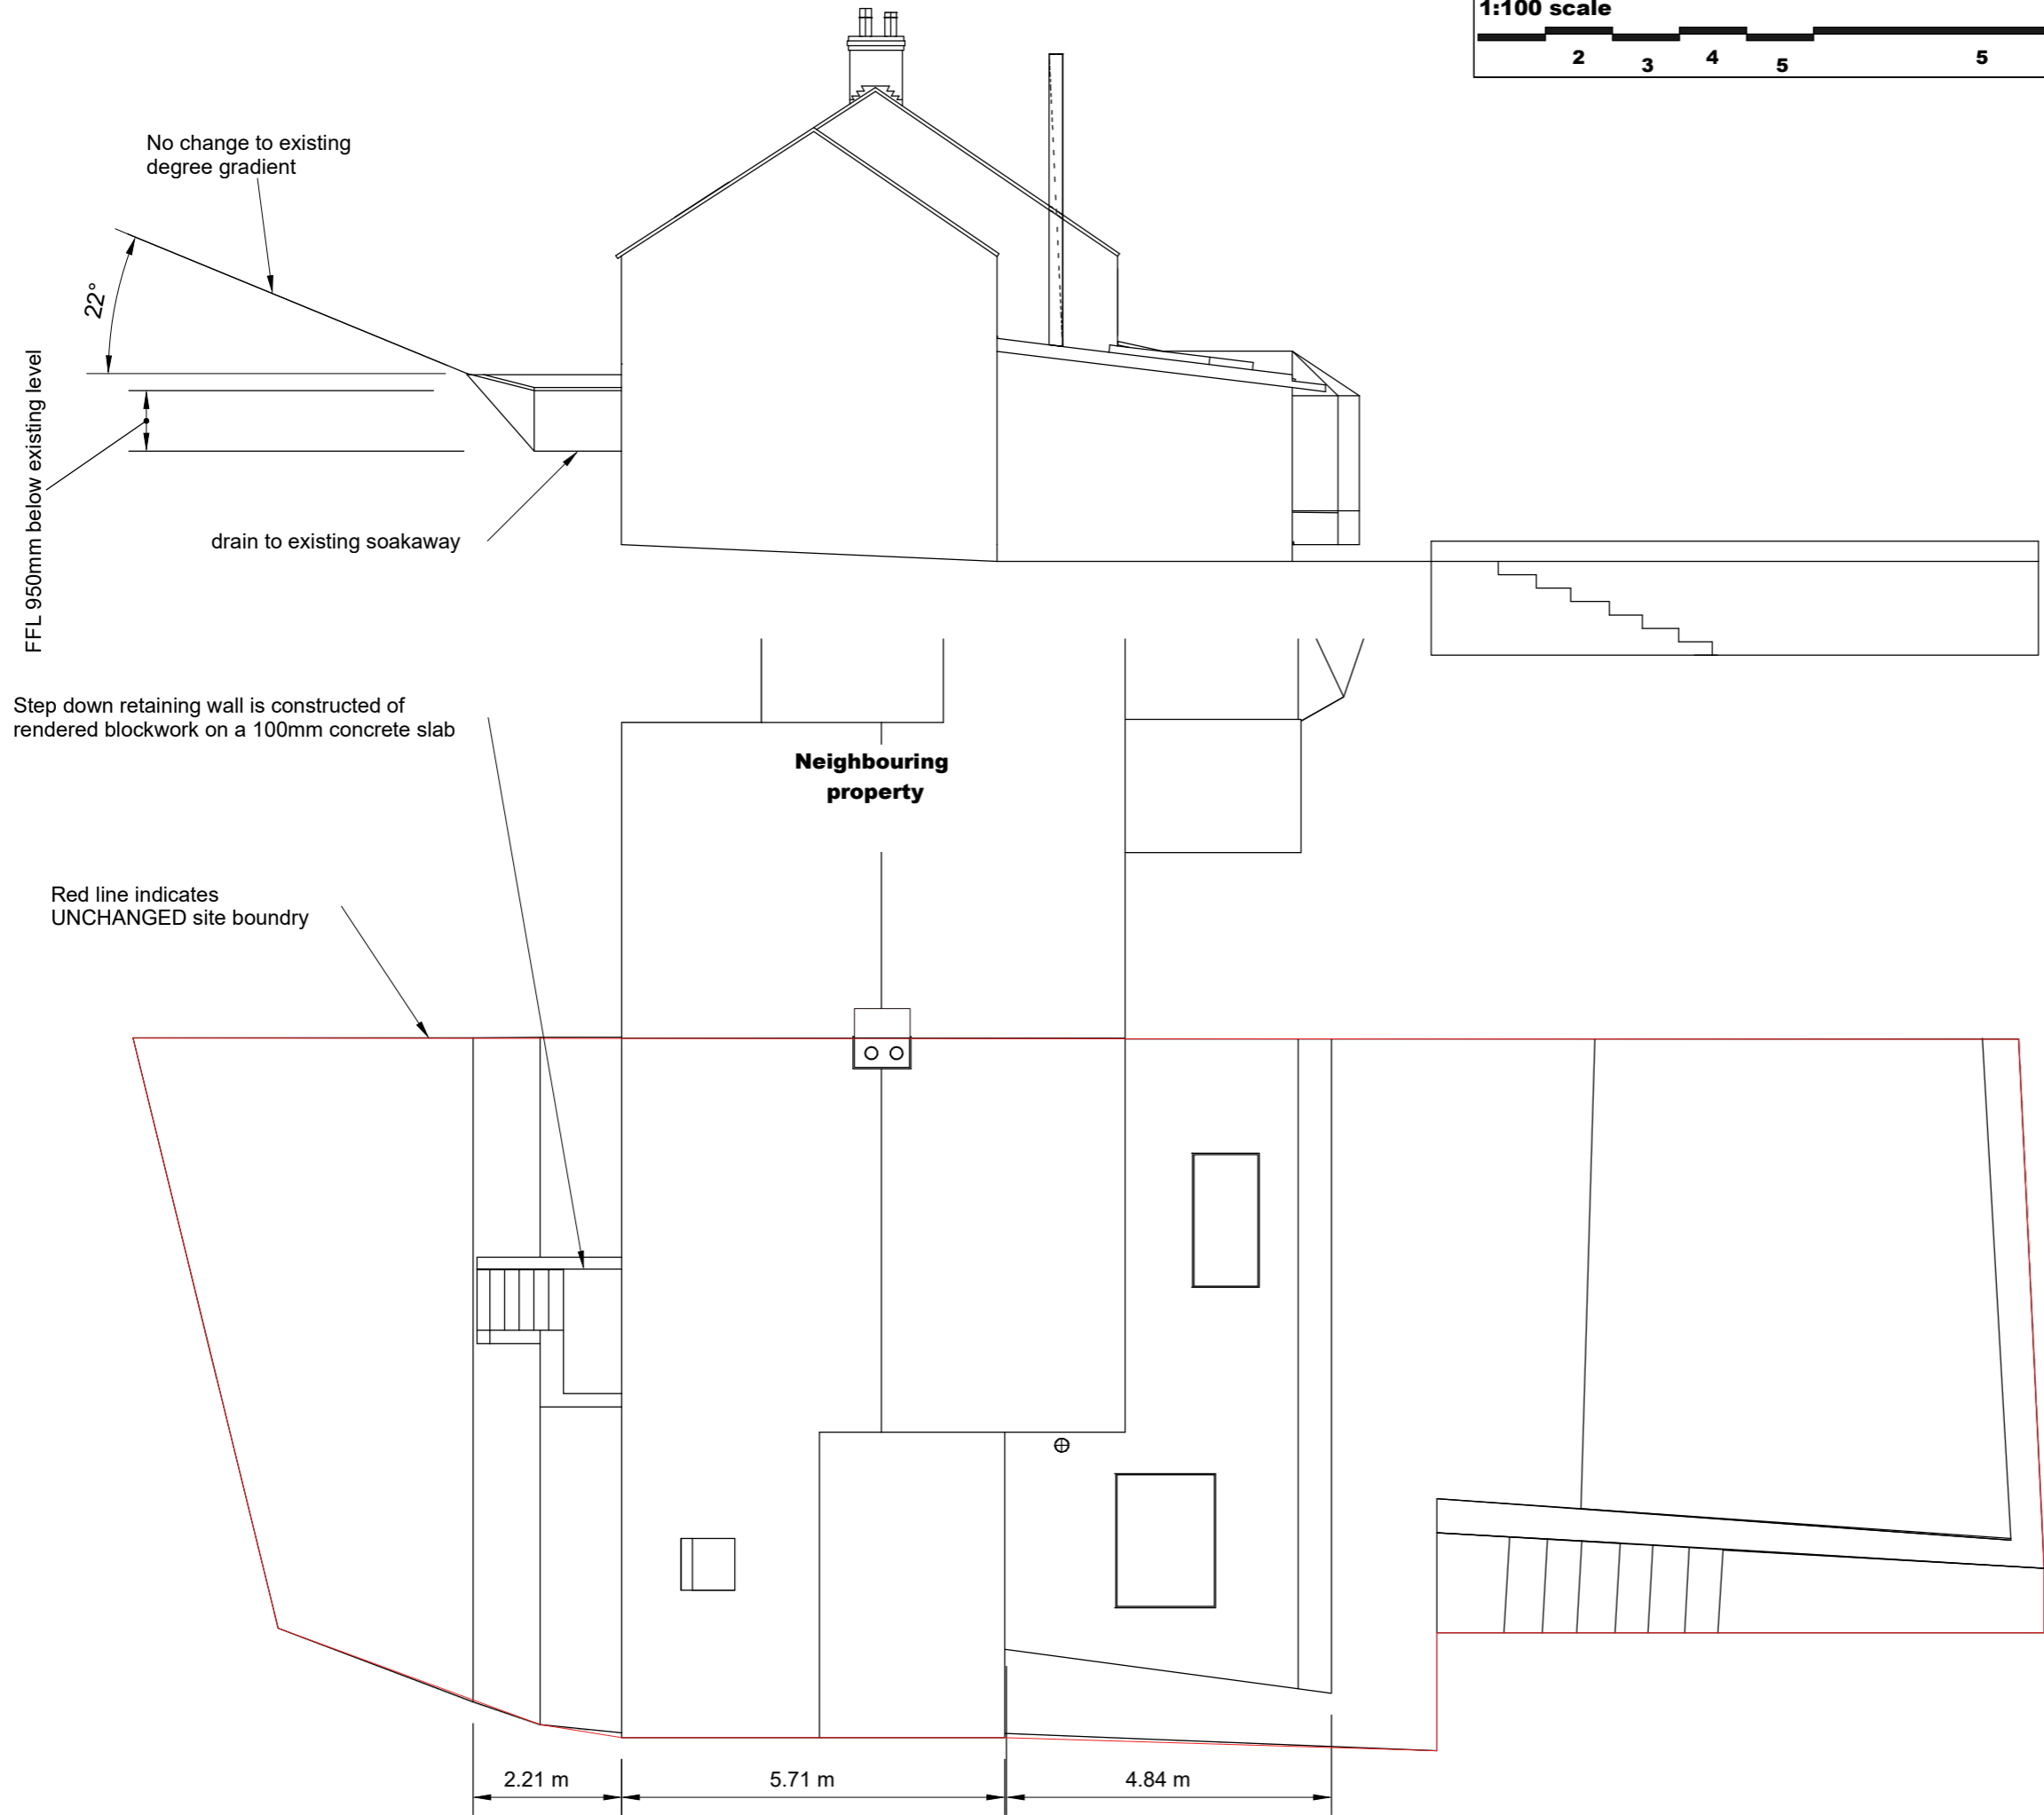 1:100 scale
2
3
4
5
5
No change to existing
degree gradient
22°
FFL 950mm below existing level
drain to existing soakaway
Step down retaining wall is constructed of
rendered blockwork on a 100mm concrete slab
Neighbouring
property
Red line indicates
UNCHANGED site boundry
2.21 m
5.71 m
4.84 m